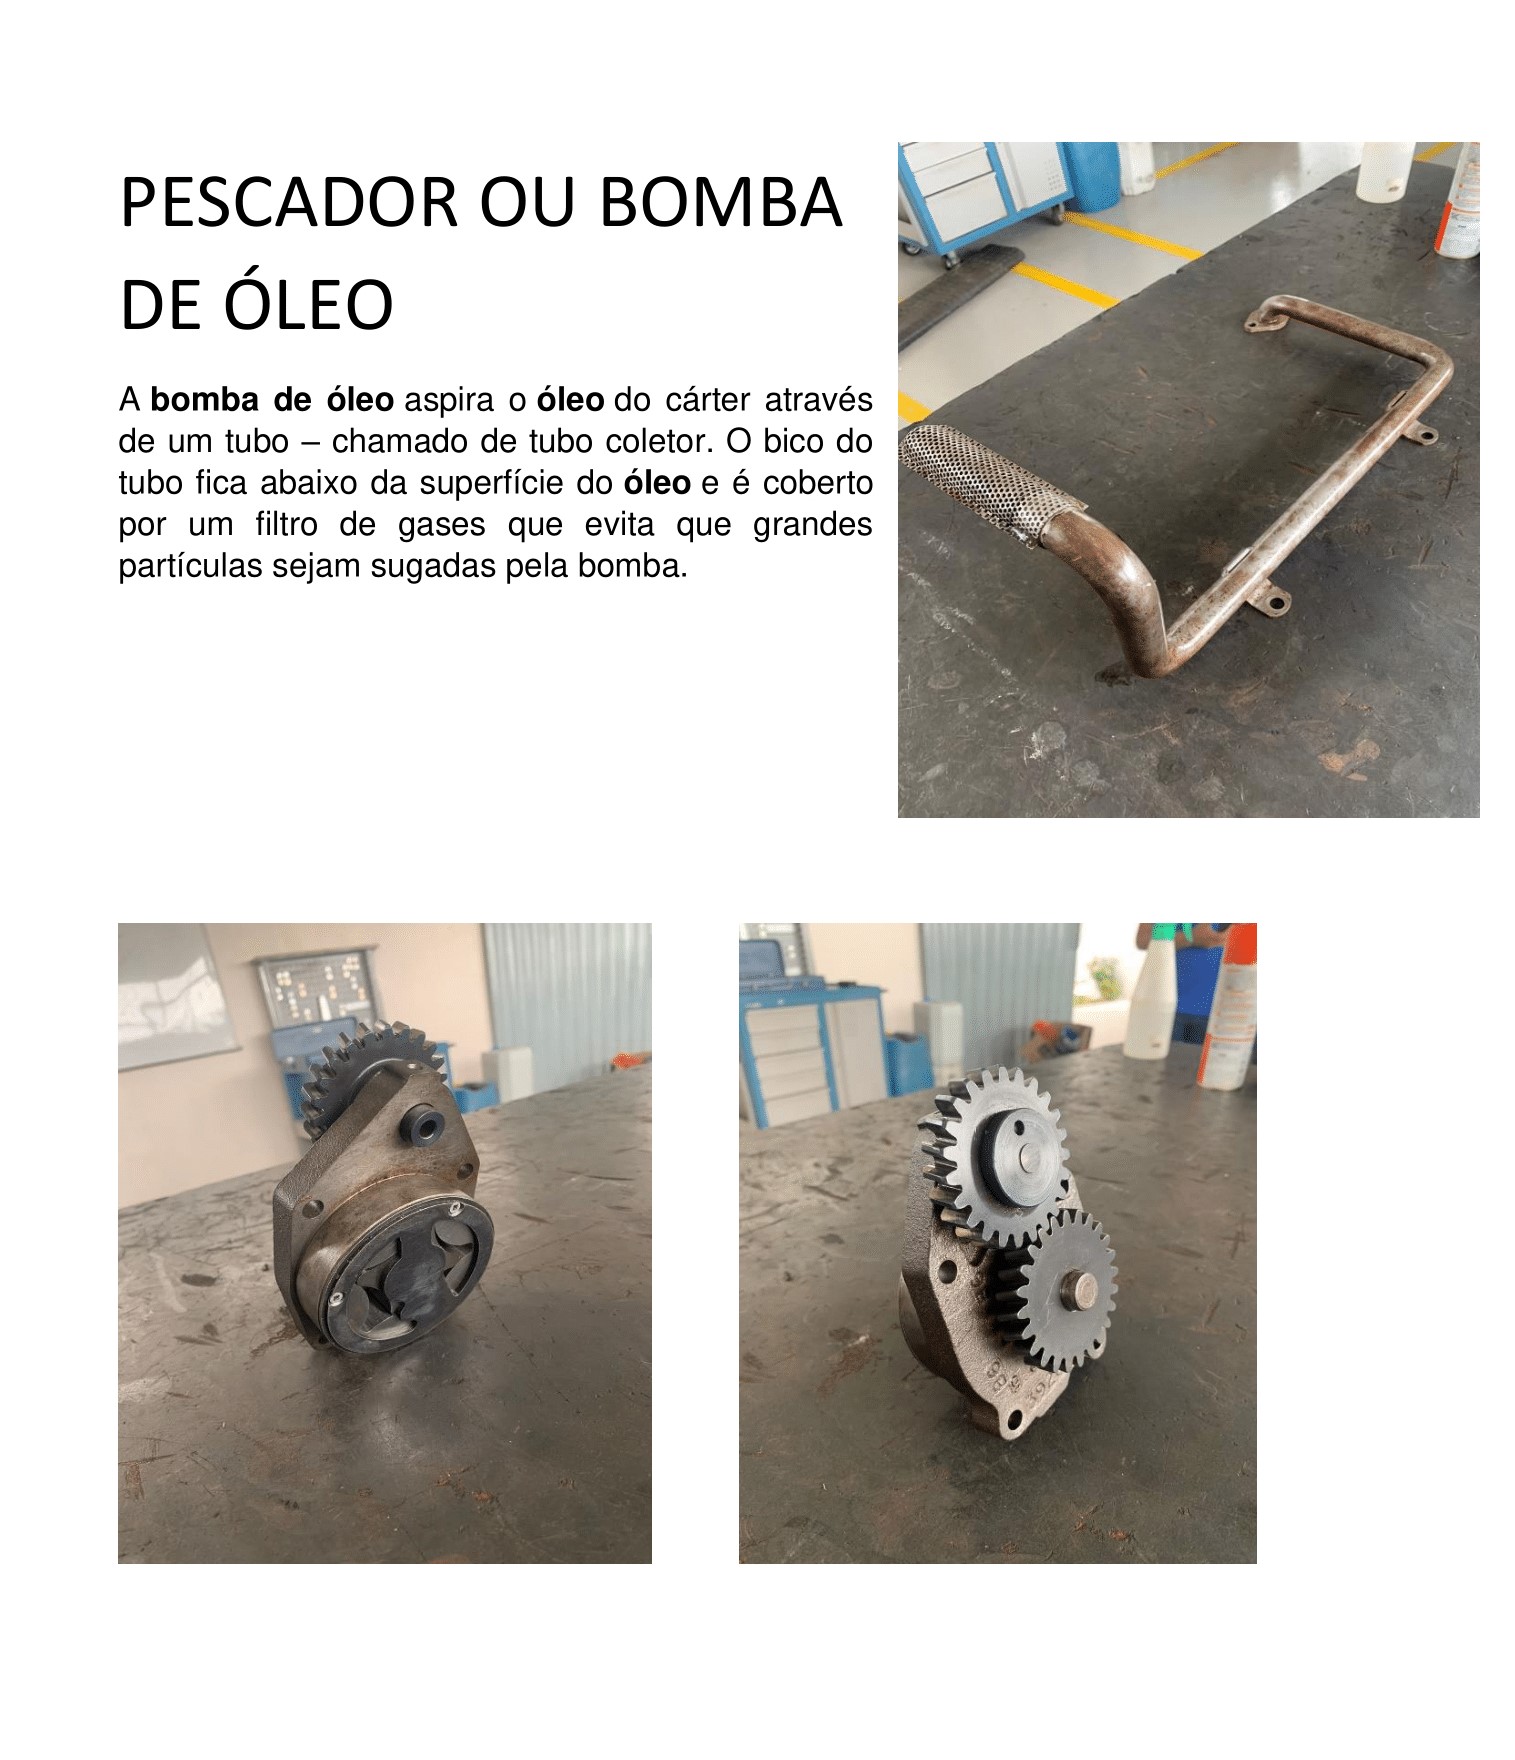 PESCADOR OU BOMBA
DE ÓLEO
A bomba de óleo aspira o óleo do cárter através
de um tubo – chamado de tubo coletor. O bico do
tubo fica abaixo da superfície do óleo e é coberto
por um filtro de gases que evita que grandes
partículas sejam sugadas pela bomba.